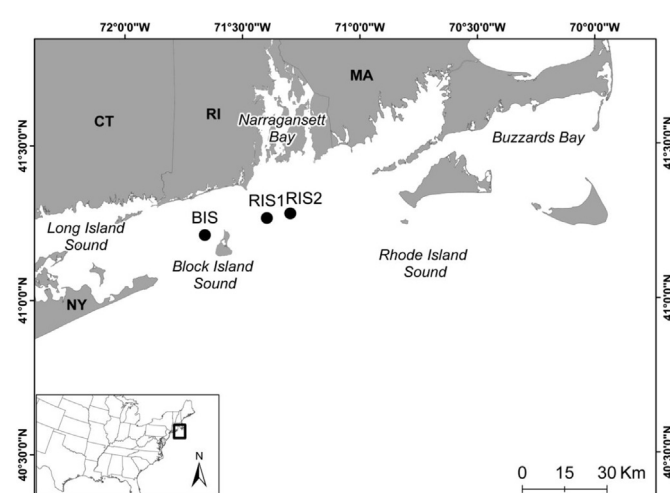 72°0'0"W
71°30'0"W
71°0'0"W
70°30'0"W
70°0'0"W
MA
CT
RI
Narragansett
Bay
Buzzards Bay
41°30'0"N
41°30'0"N
RIS1
RIS2
BIS
Long Island
Sound
Block Island
Sound
Rhode Island
Sound
NY
41°0'0"N
41°0'0"N
N
40°30'0"N
40°30'0"N
0 15 30 Km